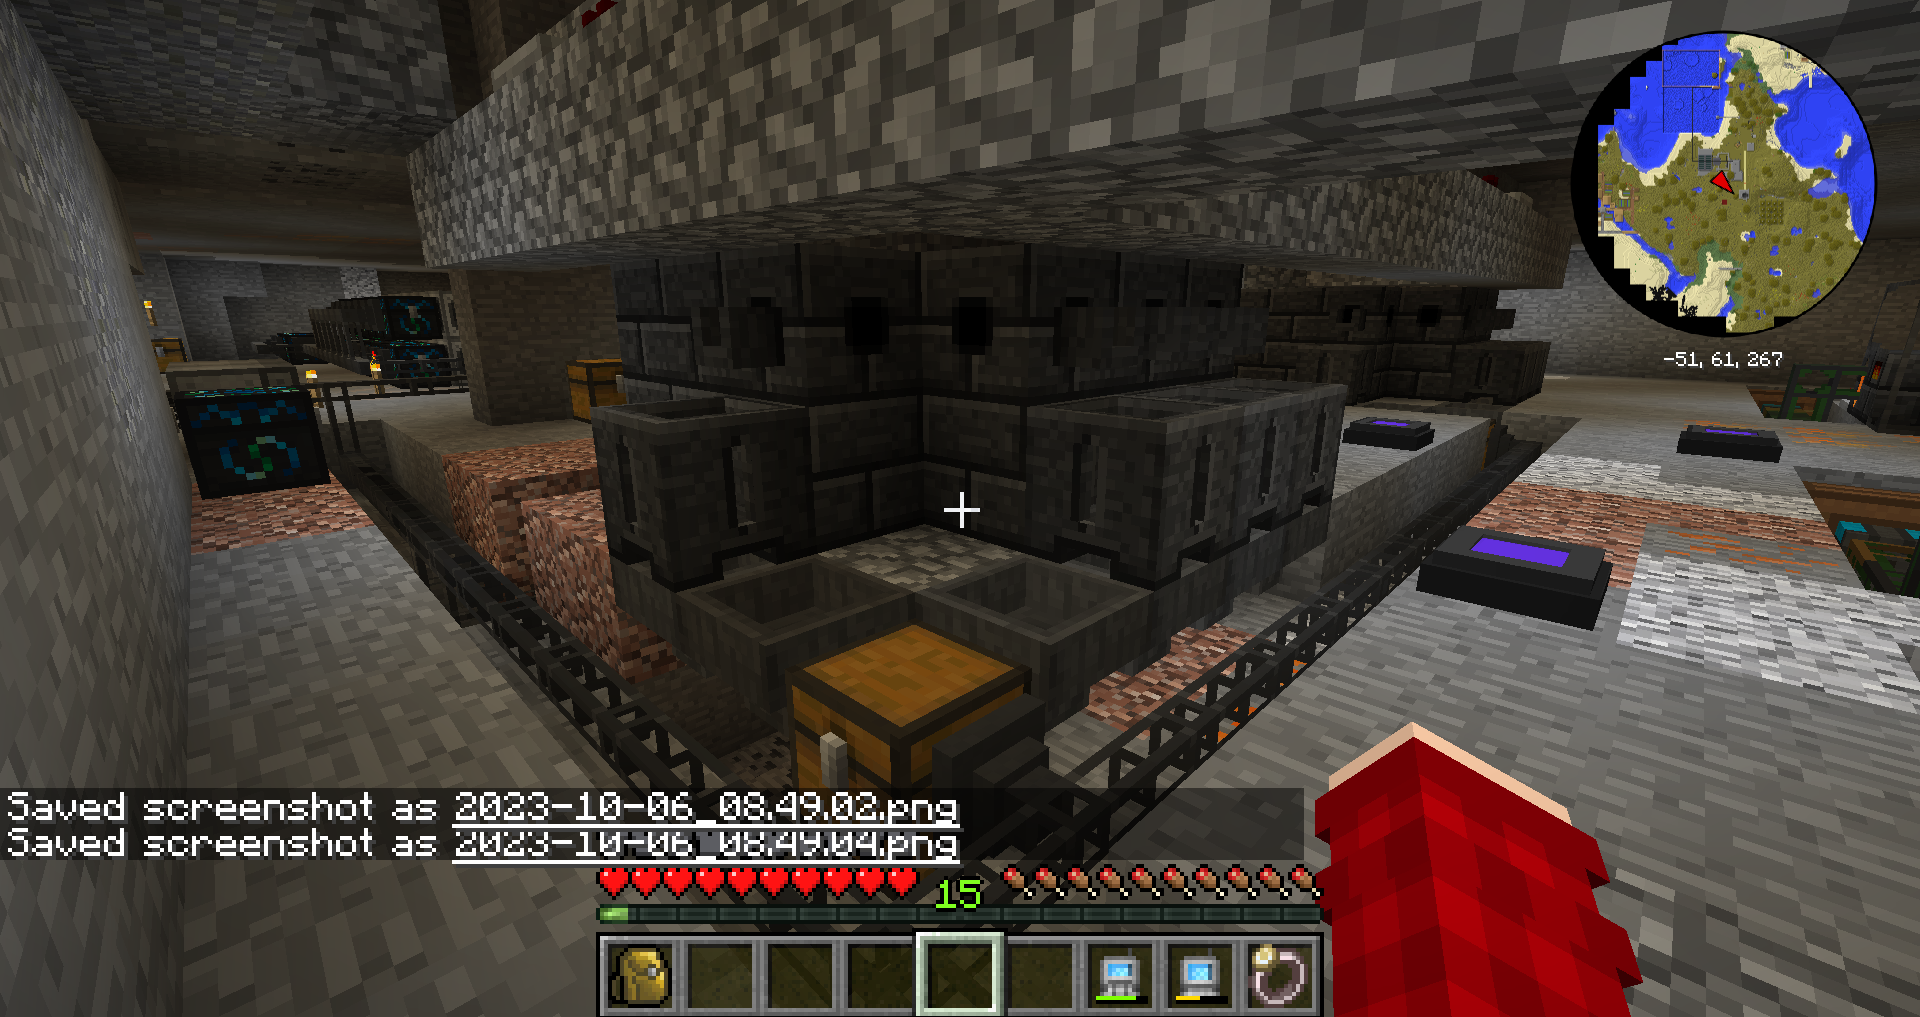 -51, 61, 267
Saved screenshot as 2023-10-06_08.49.02.png
Saved screenshot as 2023-10-06_08.49.04.png
15